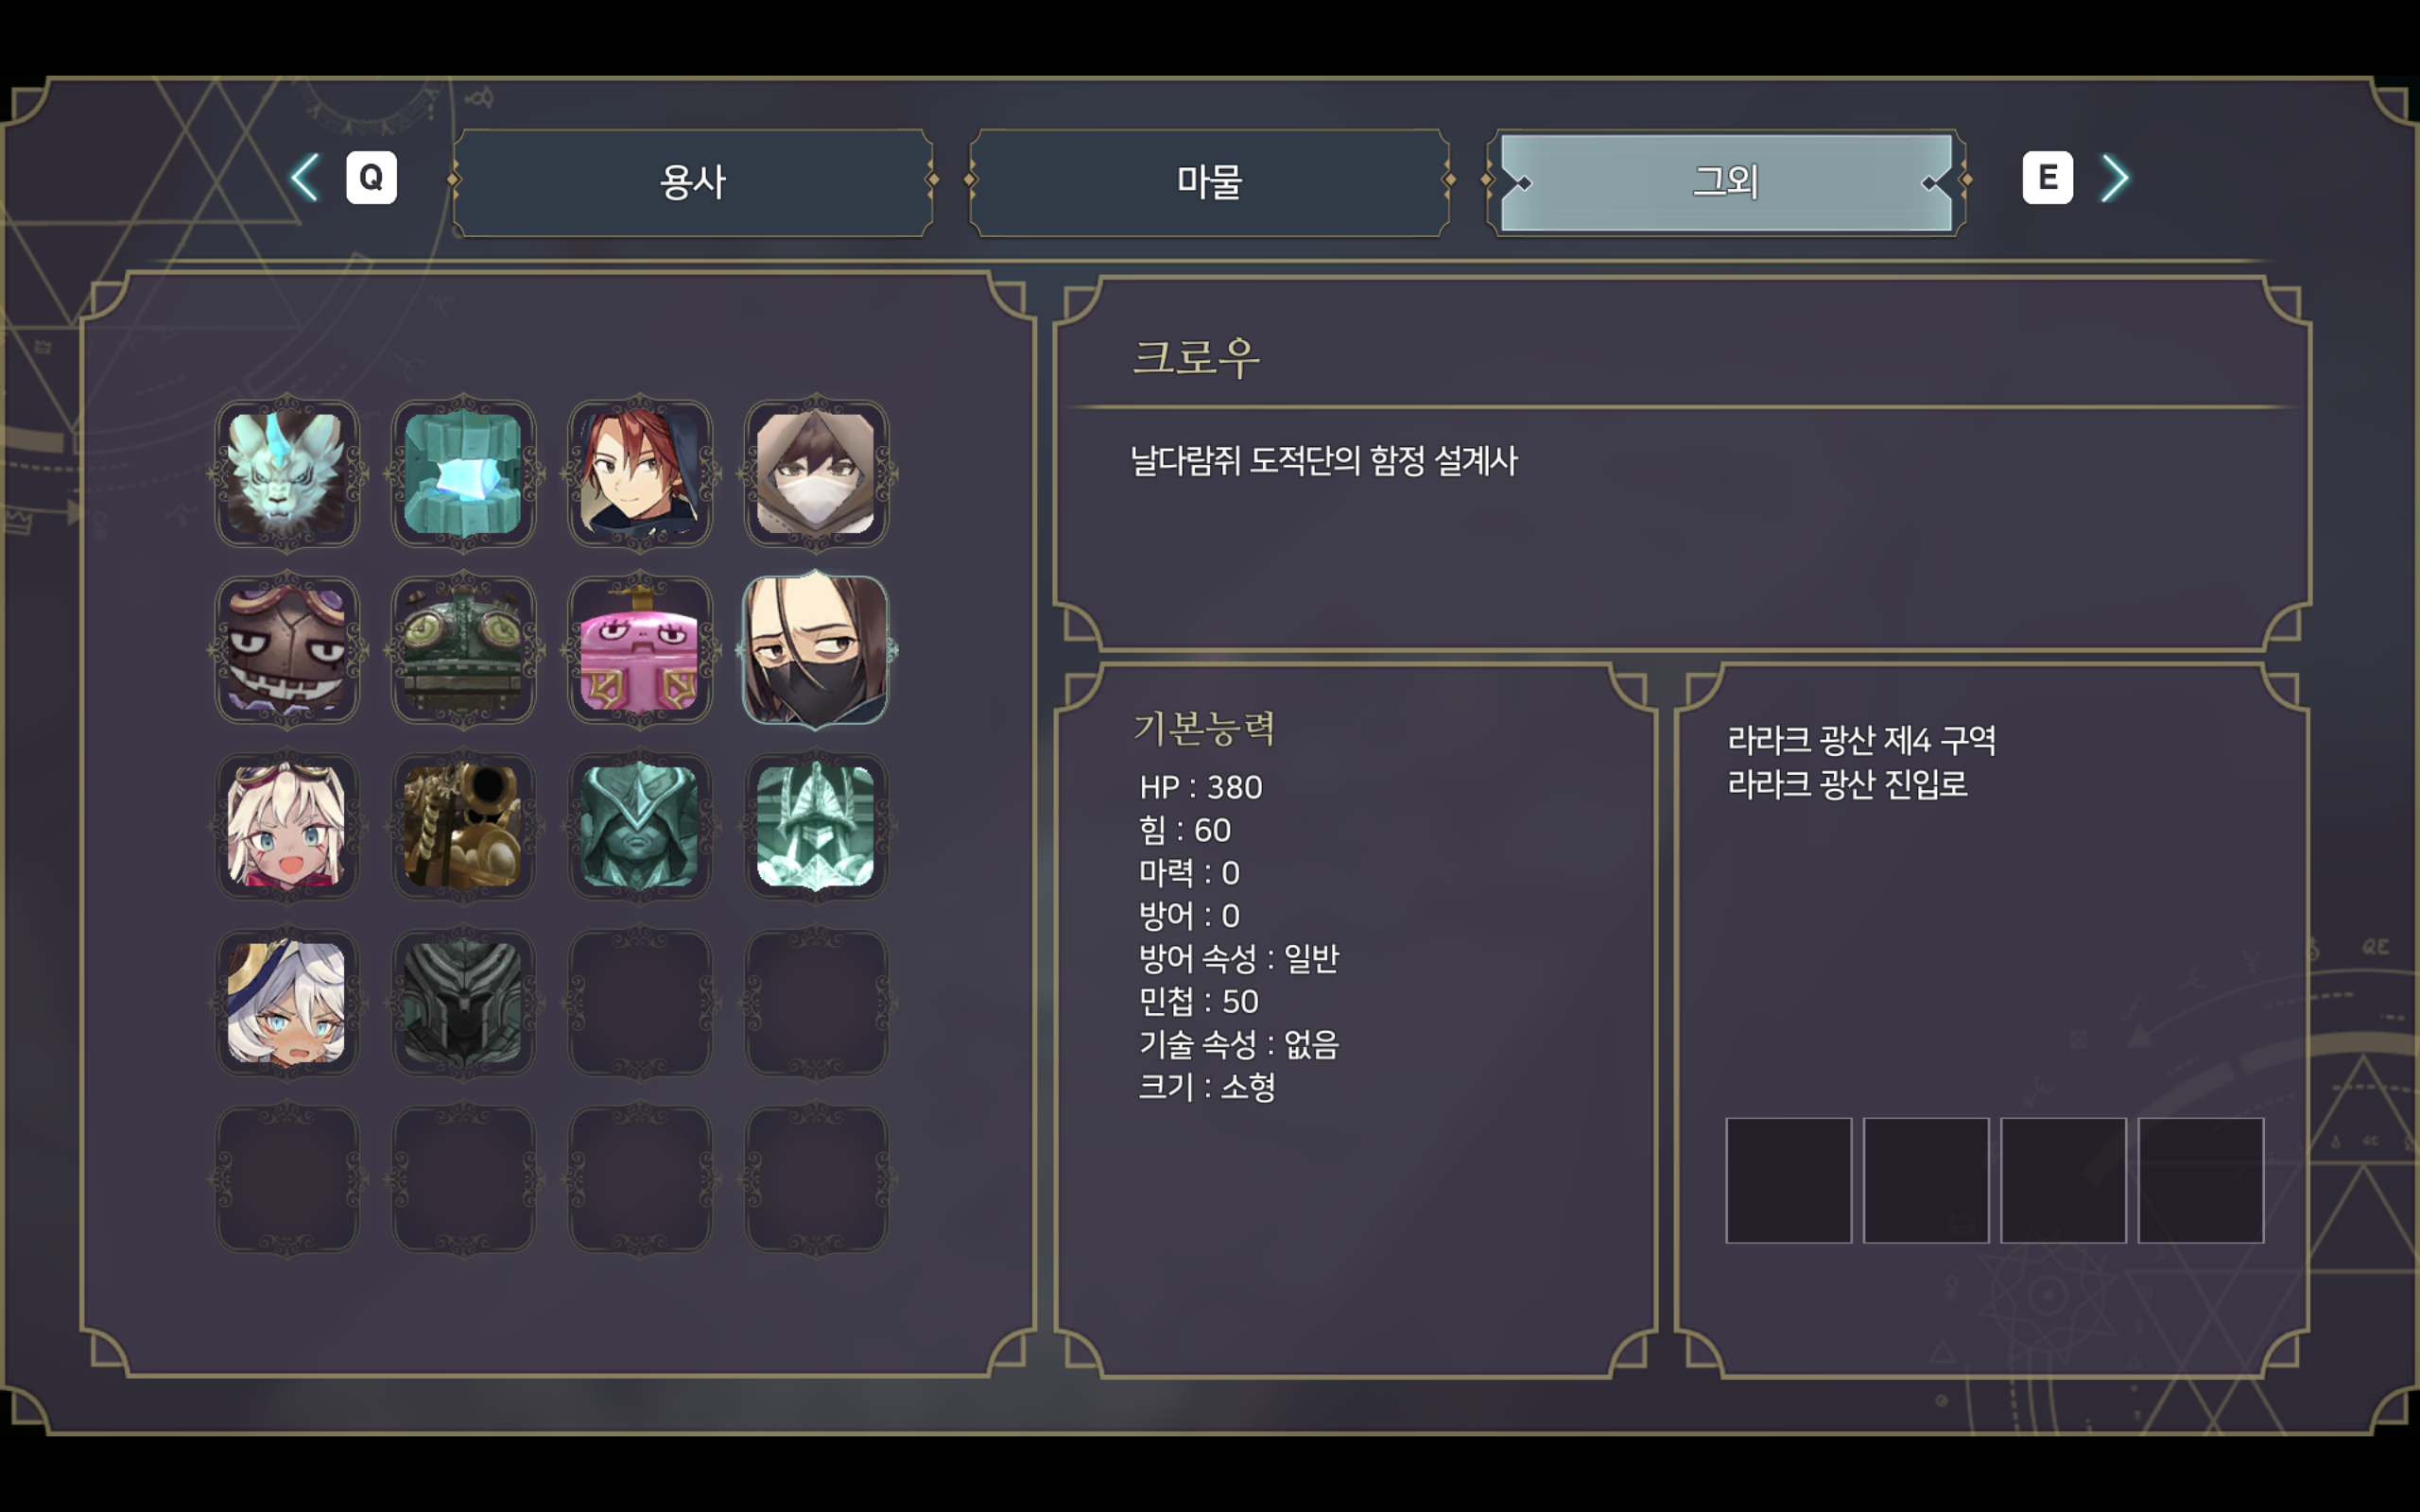 Q
용사
마물
그외
E
크로우
날다람쥐 도적단의 함정 설계사
기본능력
HP : 380
힘 : 60
마력 : 0
방어 : 0
방어 속성 : 일반
민첩 : 50
기술 속성 : 없음
크기 : 소형
라라크 광산 제4 구역
라라크 광산 진입로